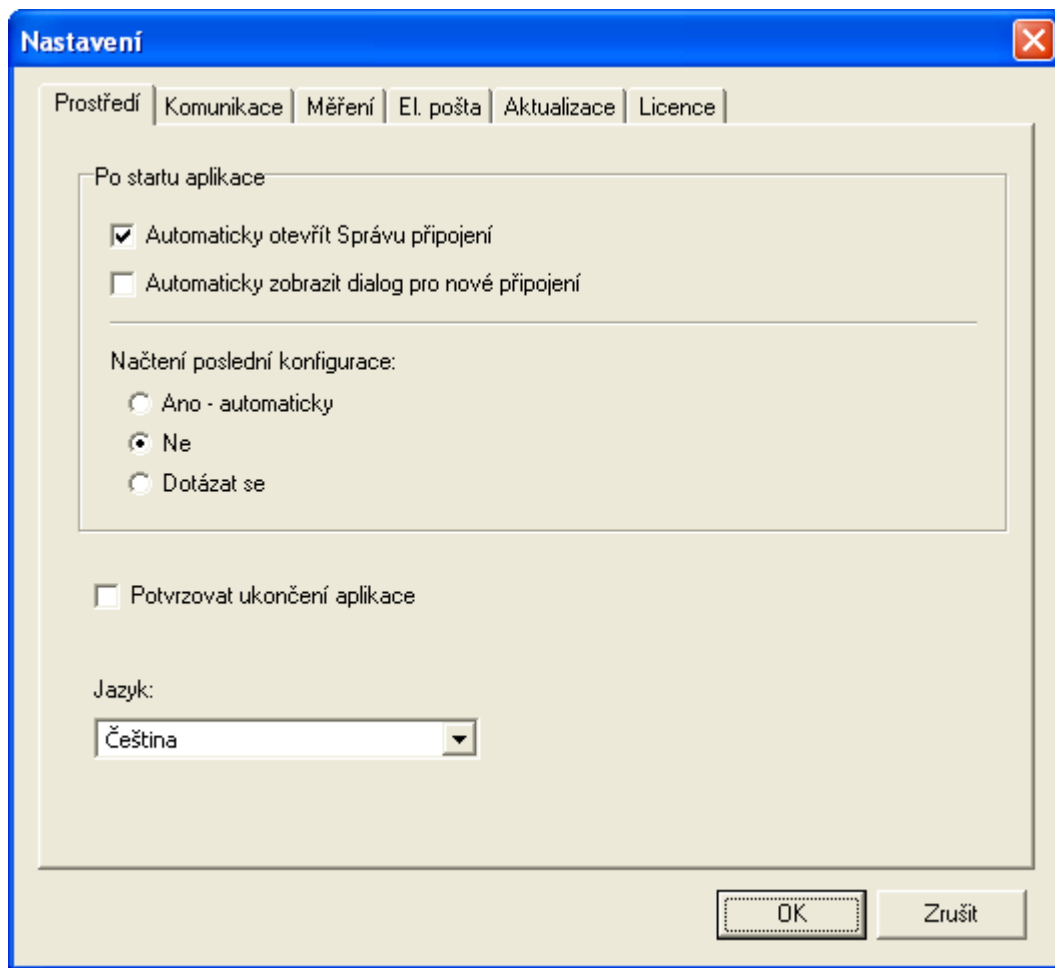 Nastavení
Prostředí Komunikace Měření El. pošta Aktualizace Licence
Po startu aplikace
Automaticky otevřít Správu připojení
Automaticky zobrazit dialog pro nové připojení
Načtení poslední konfigurace:
Ano - automaticky
Ne
Dotázat se
Potvrzovat ukončení aplikace
Jazyk:
Čeština
OK Zrušit